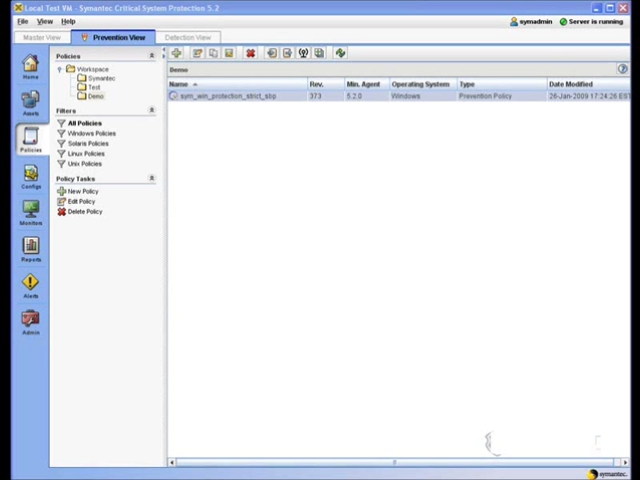 Local Test VM - Symantec Critical System Protection 5.2
File View Help
symadmin Server is running
Master View Prevention View Detection View
Policies
Workspace
Symantec
Test
Demo
Filters
All Policies
Windows Policies
Solaris Policies
Linux Policies
Unix Policies
Policy Tasks
New Policy
Edit Policy
Delete Policy
Home
Assets
Policies
Configs
Monitors
Reports
Alerts
Admin
Demo
Name Rev. Min. Agent Operating System Type Date Modified
sym_win_protection_strict_sbp 373 5.2.0 Windows Prevention Policy 26-Jan-2009 17:24:26 EST
symantec.